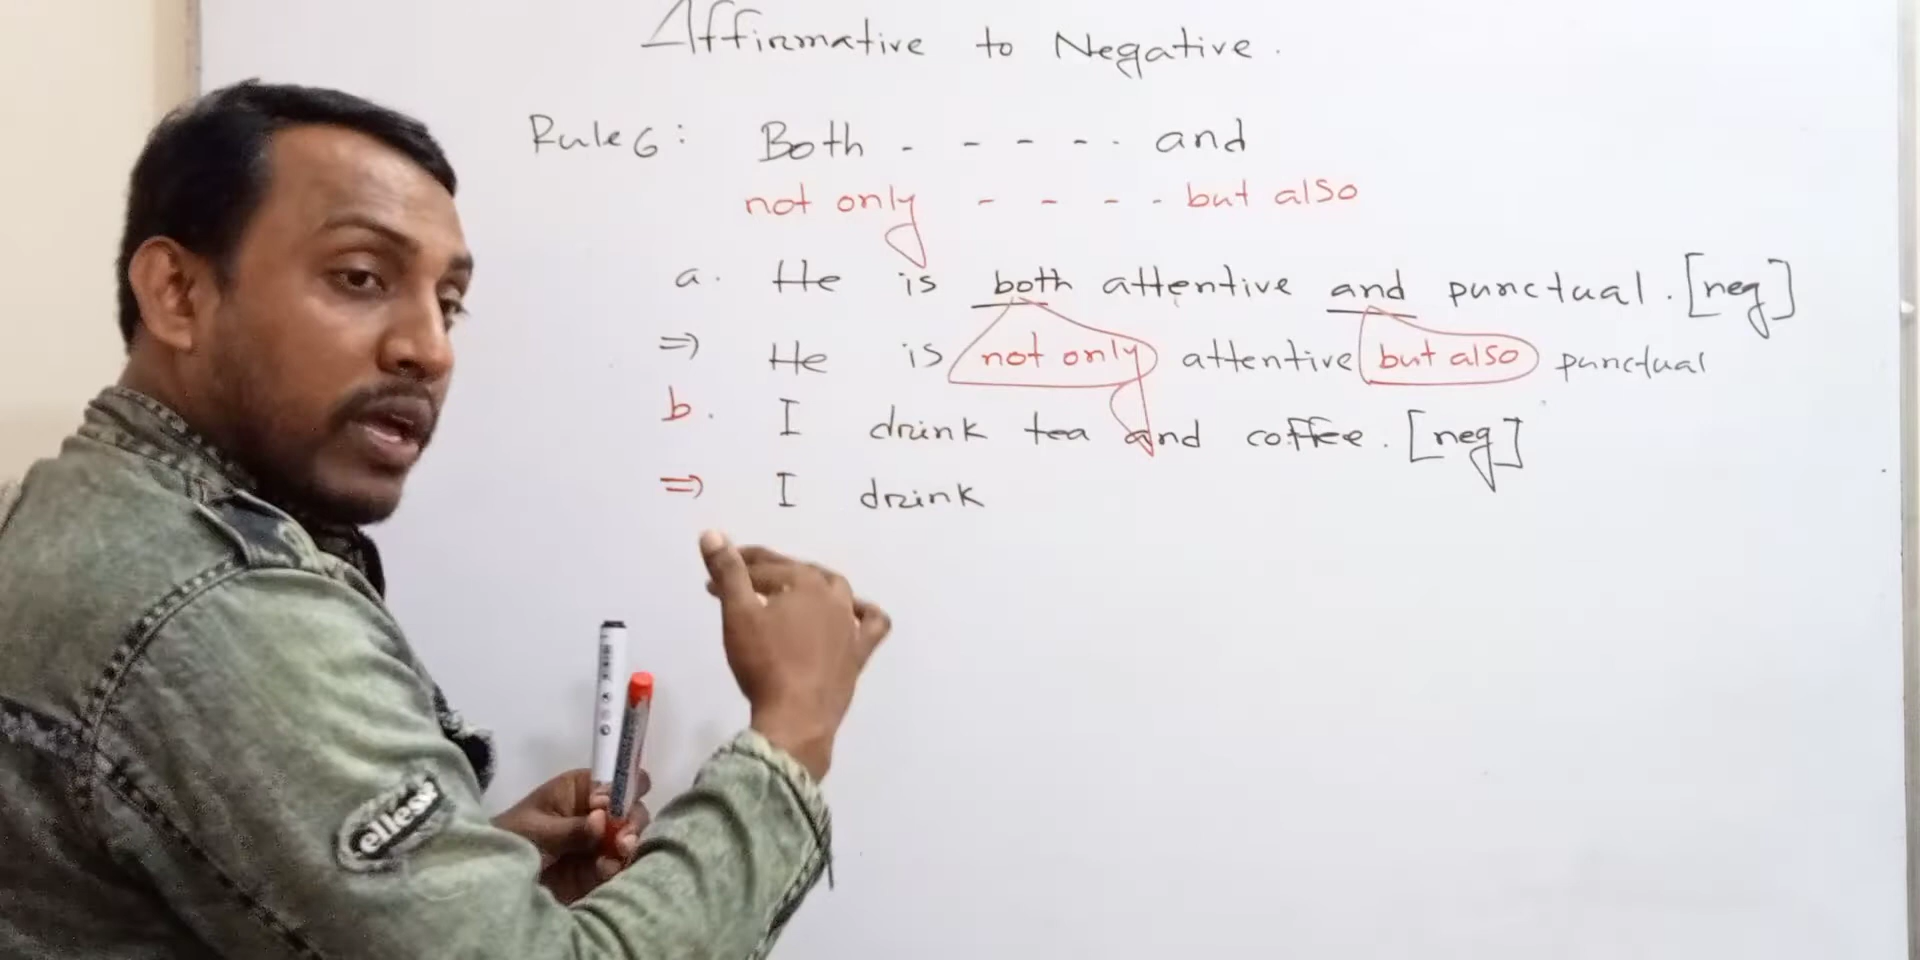 Affirmative to Negative.
Rule 6: Both - - - - - and
not only - - - - but also
a. He is both attentive and punctual. [neg]
⇒ He is not only attentive but also punctual
b. I drink tea and coffee. [neg]
⇒ I drink
ellesse